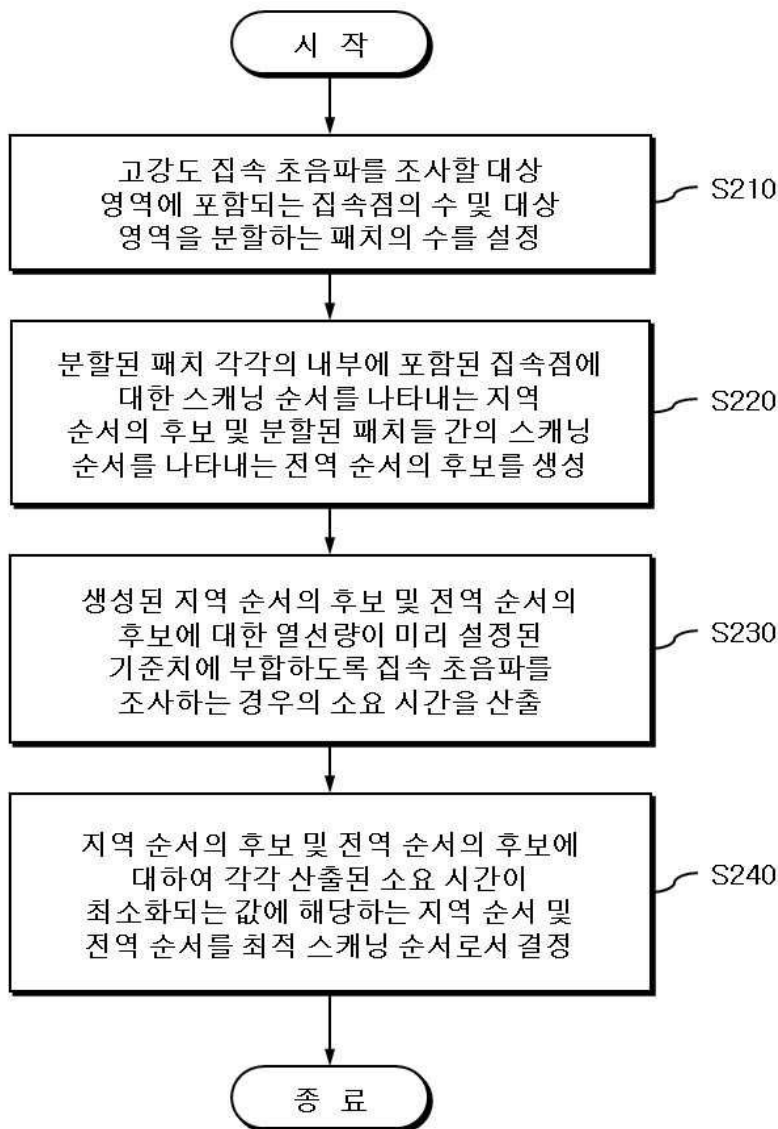 시 작
고강도 집속 초음파를 조사할 대상
영역에 포함되는 집속점의 수 및 대상
영역을 분할하는 패치의 수를 설정
S210
분할된 패치 각각의 내부에 포함된 집속점에
대한 스캐닝 순서를 나타내는 지역
순서의 후보 및 분할된 패치들 간의 스캐닝
순서를 나타내는 전역 순서의 후보를 생성
S220
생성된 지역 순서의 후보 및 전역 순서의
후보에 대한 열선량이 미리 설정된
기준치에 부합하도록 집속 초음파를
조사하는 경우의 소요 시간을 산출
S230
지역 순서의 후보 및 전역 순서의 후보에
대하여 각각 산출된 소요 시간이
최소화되는 값에 해당하는 지역 순서 및
전역 순서를 최적 스캐닝 순서로서 결정
S240
종 료